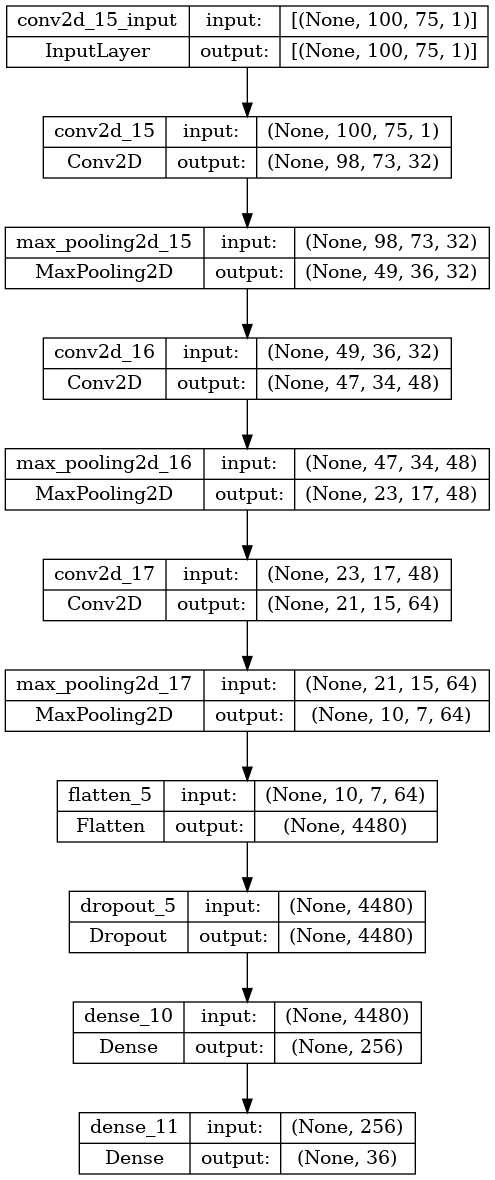 conv2d_15_input input: [(None, 100, 75, 1)]
InputLayer output: [(None, 100, 75, 1)]
conv2d_15 input: (None, 100, 75, 1)
Conv2D output: (None, 98, 73, 32)
max_pooling2d_15 input: (None, 98, 73, 32)
MaxPooling2D output: (None, 49, 36, 32)
conv2d_16 input: (None, 49, 36, 32)
Conv2D output: (None, 47, 34, 48)
max_pooling2d_16 input: (None, 47, 34, 48)
MaxPooling2D output: (None, 23, 17, 48)
conv2d_17 input: (None, 23, 17, 48)
Conv2D output: (None, 21, 15, 64)
max_pooling2d_17 input: (None, 21, 15, 64)
MaxPooling2D output: (None, 10, 7, 64)
flatten_5 input: (None, 10, 7, 64)
Flatten output: (None, 4480)
dropout_5 input: (None, 4480)
Dropout output: (None, 4480)
dense_10 input: (None, 4480)
Dense output: (None, 256)
dense_11 input: (None, 256)
Dense output: (None, 36)